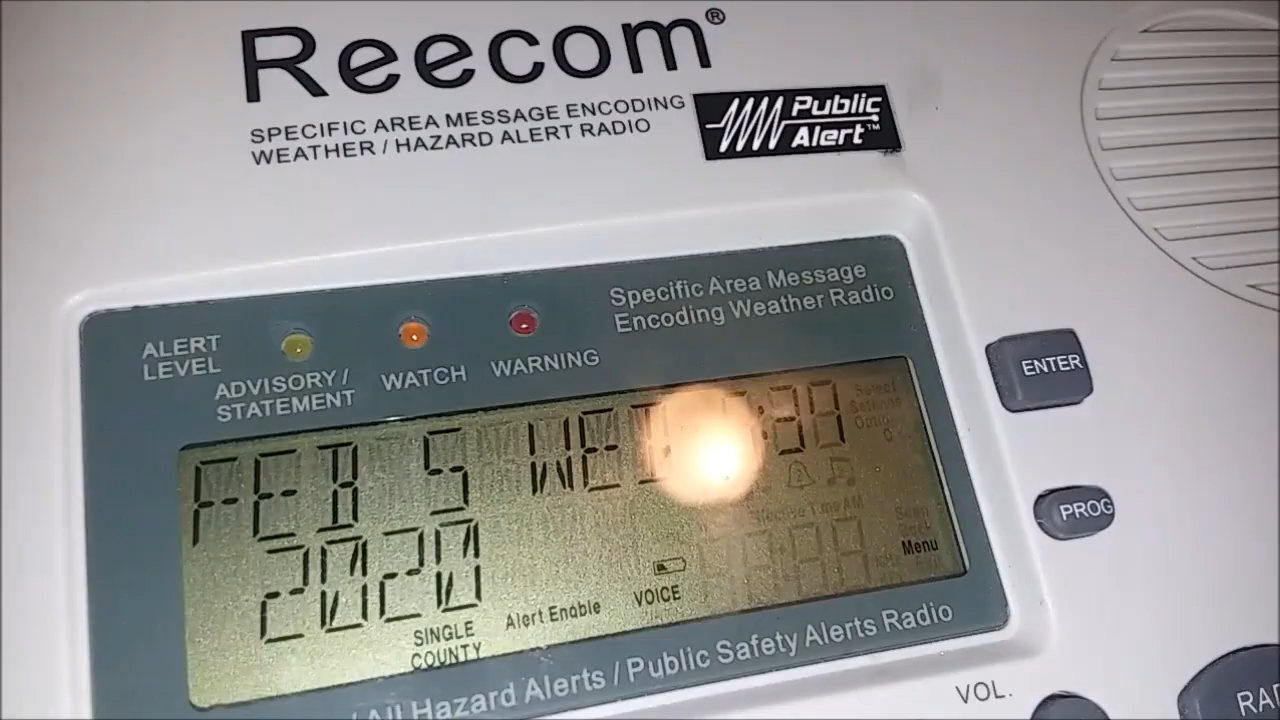 Reecom®
SPECIFIC AREA MESSAGE ENCODING
WEATHER / HAZARD ALERT RADIO
Public
Alert™
Specific Area Message
Encoding Weather Radio
ALERT
LEVEL
ADVISORY /
STATEMENT
WATCH
WARNING
ENTER
FEB 5 WED :37
2020
Menu
PROG
SINGLE
COUNTY
Alert Enable
VOICE
/ All Hazard Alerts / Public Safety Alerts Radio
VOL.